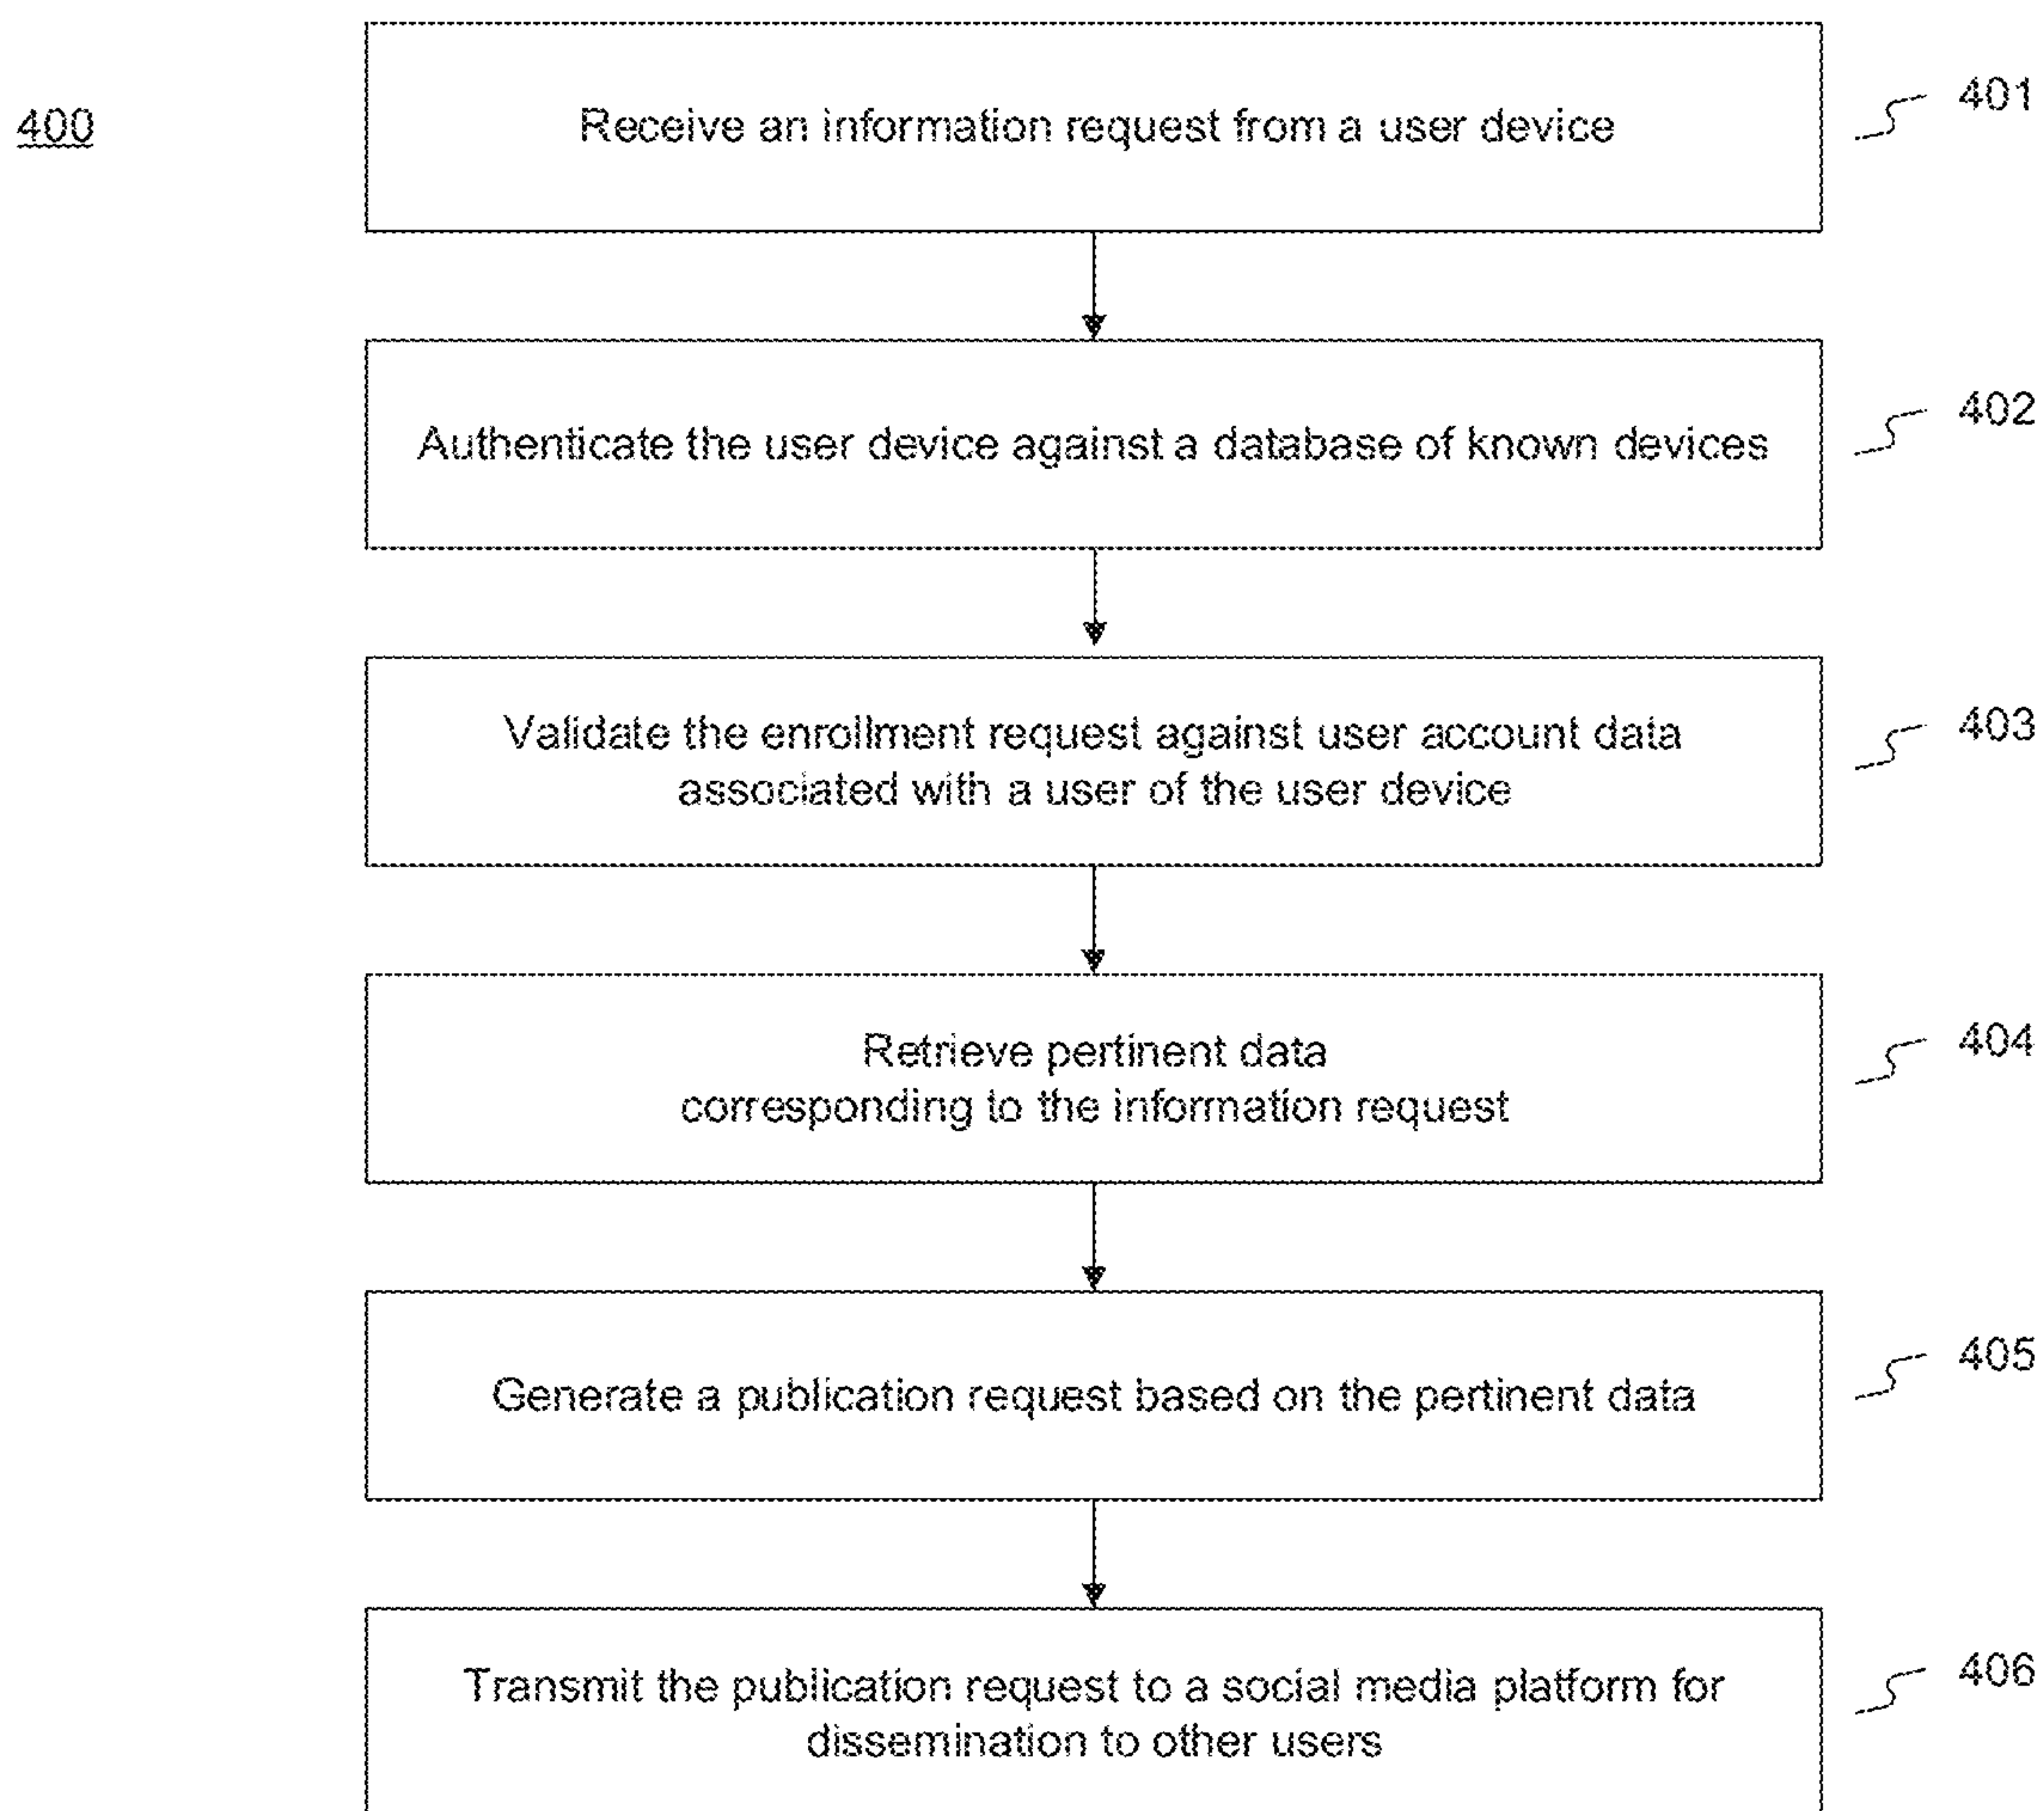 400
Receive an information request from a user device
401
Authenticate the user device against a database of known devices
402
Validate the enrollment request against user account data
associated with a user of the user device
403
Retrieve pertinent data
corresponding to the information request
404
Generate a publication request based on the pertinent data
405
Transmit the publication request to a social media platform for
dissemination to other users
406